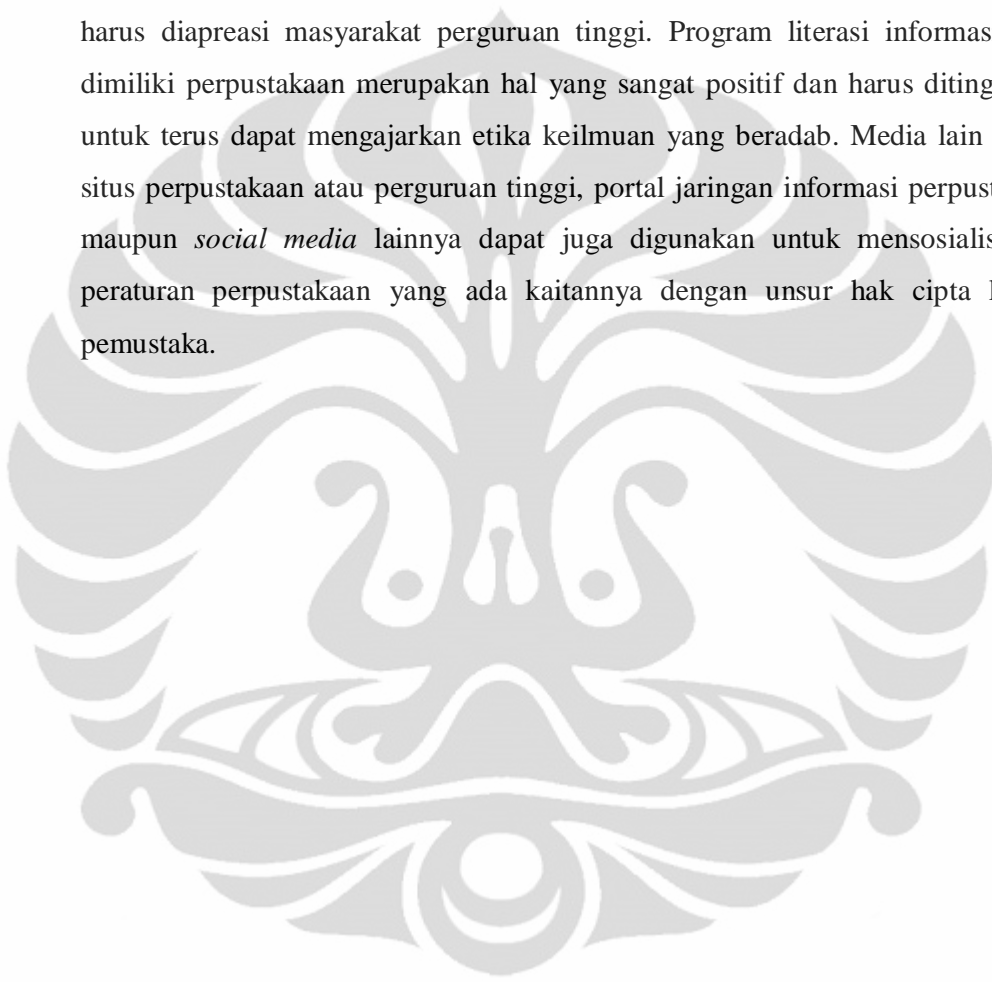 harus diapreasi masyarakat perguruan tinggi. Program literasi informas
dimiliki perpustakaan merupakan hal yang sangat positif dan harus diting
untuk terus dapat mengajarkan etika keilmuan yang beradab. Media lain
situs perpustakaan atau perguruan tinggi, portal jaringan informasi perpust
maupun social media lainnya dapat juga digunakan untuk mensosialis
peraturan perpustakaan yang ada kaitannya dengan unsur hak cipta
pemustaka.